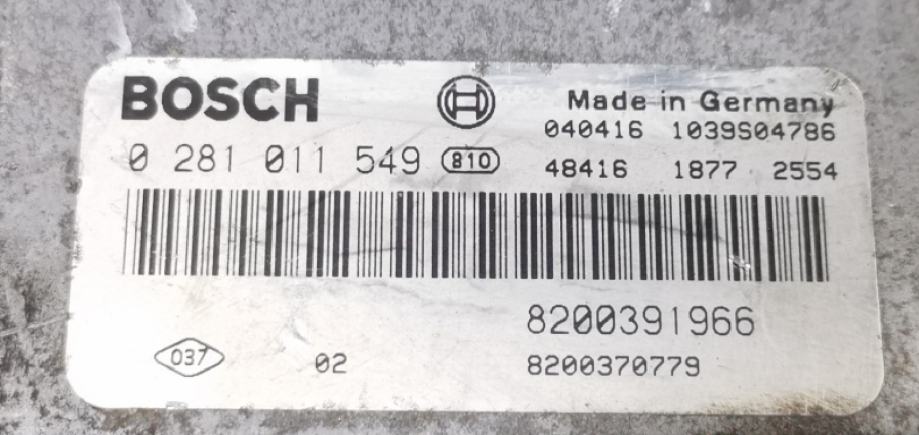 BOSCH
Made in Germany
040416 1039S04786
0 281 011 549 810
48416 1877 2554
8200391966
037 02
8200370779